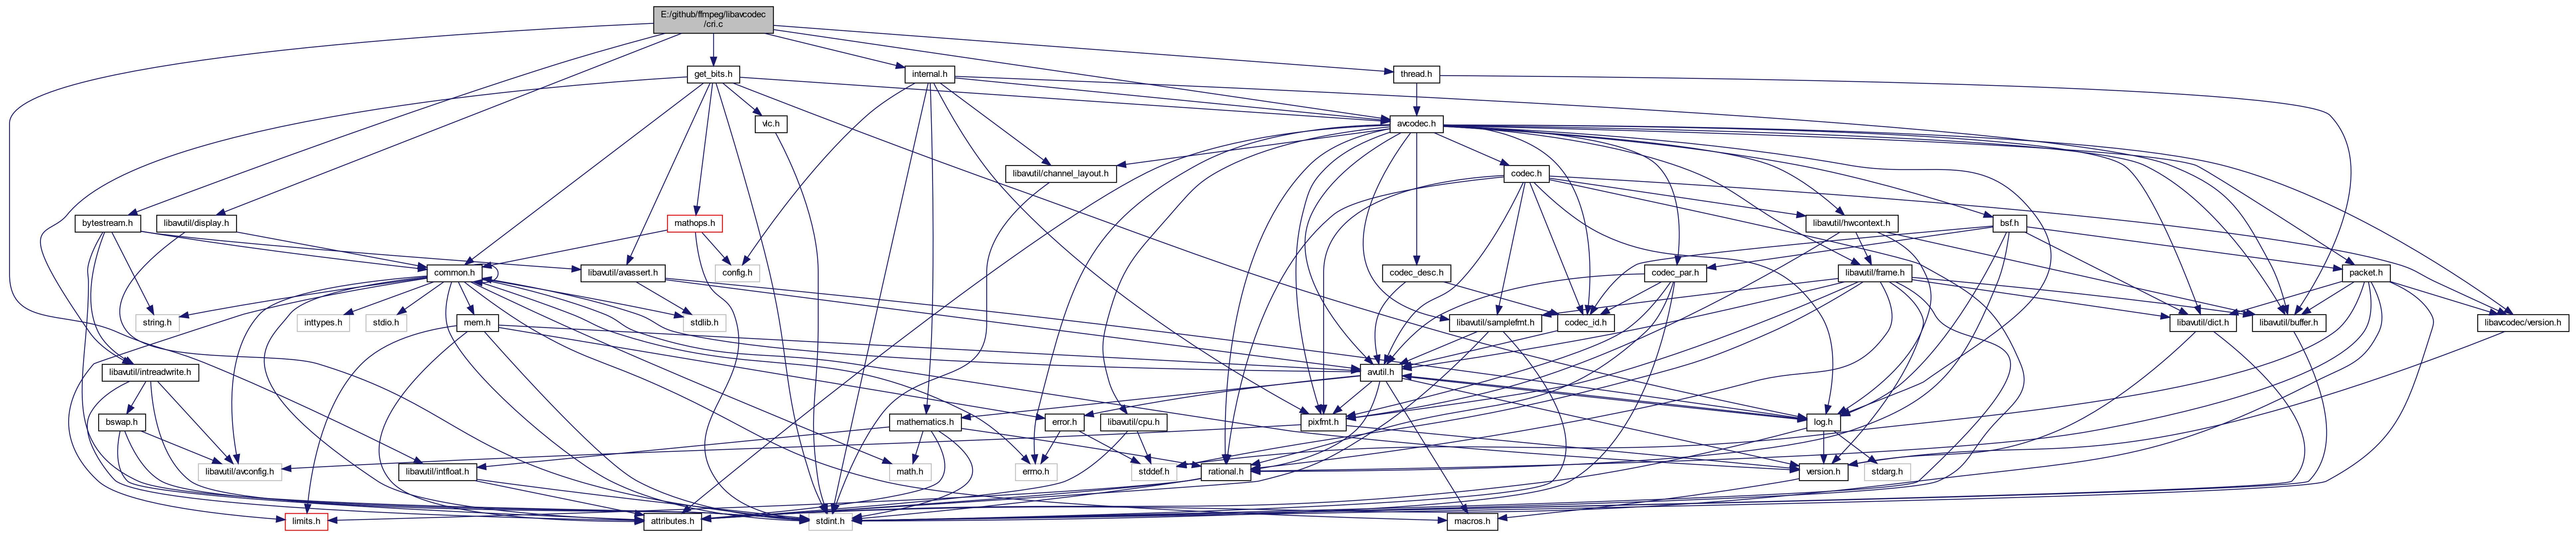 E:/github/ffmpeg/libavcodec
/cri.c
get_bits.h
internal.h
thread.h
vlc.h
avcodec.h
libavutil/channel_layout.h
codec.h
bytestream.h
libavutil/display.h
mathops.h
libavutil/hwcontext.h
bsf.h
common.h
libavutil/avassert.h
config.h
codec_desc.h
codec_par.h
libavutil/frame.h
packet.h
string.h
inttypes.h
stdio.h
mem.h
stdlib.h
libavutil/samplefmt.h
codec_id.h
libavutil/dict.h
libavutil/buffer.h
libavcodec/version.h
libavutil/intreadwrite.h
avutil.h
bswap.h
mathematics.h
error.h
libavutil/cpu.h
pixfmt.h
log.h
libavutil/avconfig.h
libavutil/intfloat.h
math.h
errno.h
stddef.h
rational.h
version.h
stdarg.h
limits.h
attributes.h
stdint.h
macros.h